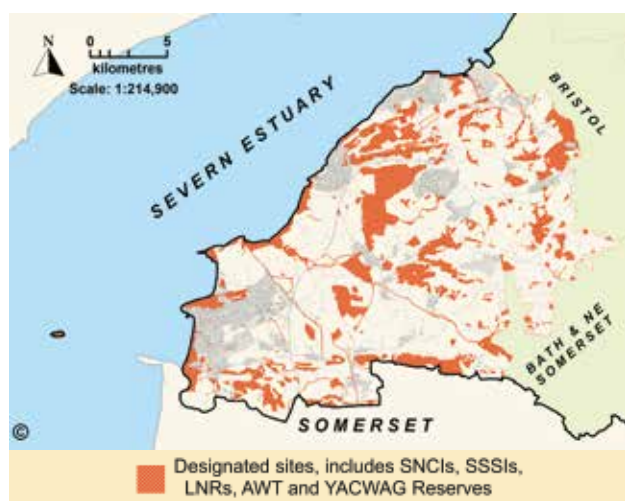 N
0 5
kilometres
Scale: 1:214,900
SEVERN ESTUARY
BRISTOL
BATH & NE
SOMERSET
SOMERSET
©
Designated sites, includes SNCIs, SSSIs,
LNRs, AWT and YACWAG Reserves